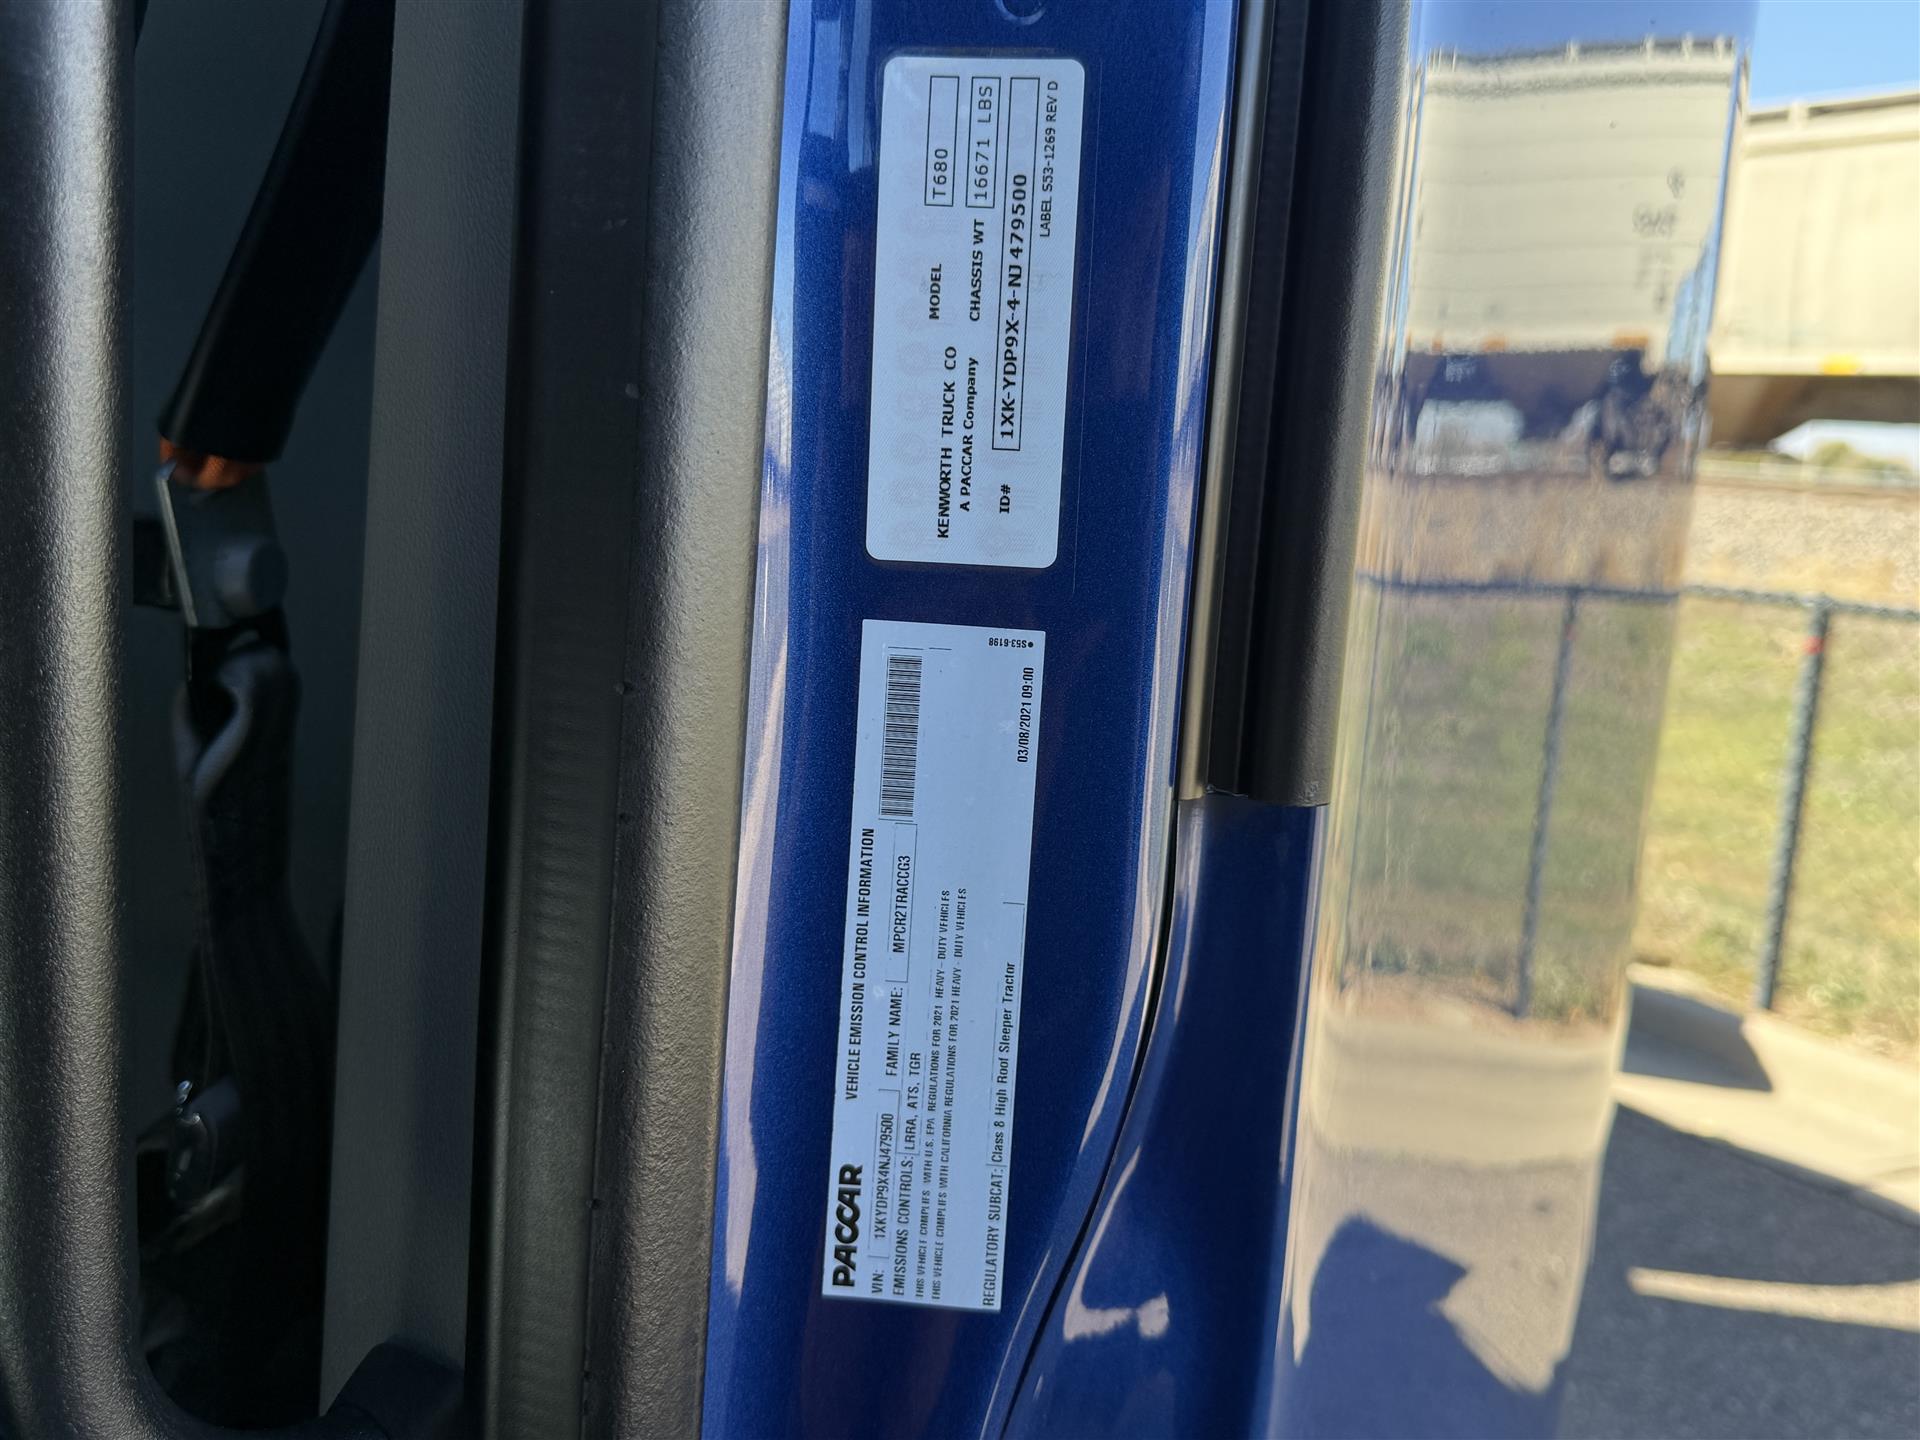 PACCAR
VEHICLE EMISSION CONTROL INFORMATION
VIN: 1XKYDP9X4NJ479500 FAMILY NAME: MPCR2TRACCG3
EMISSIONS CONTROLS: LRRA, ATS, TGR
THIS VEHICLE COMPLIES WITH U.S. EPA REGULATIONS FOR 2021 HEAVY-DUTY VEHICLES
THIS VEHICLE COMPLIES WITH CALIFORNIA REGULATIONS FOR 2021 HEAVY-DUTY VEHICLES
REGULATORY SUBCAT: Class 8 High Roof Sleeper Tractor
03/08/2021 09:00
S53-6198
KENWORTH TRUCK CO MODEL T680
A PACCAR Company CHASSIS WT 16671 LBS
ID# 1XK-YDP9X-4-NJ479500
LABEL S53-1269 REV D